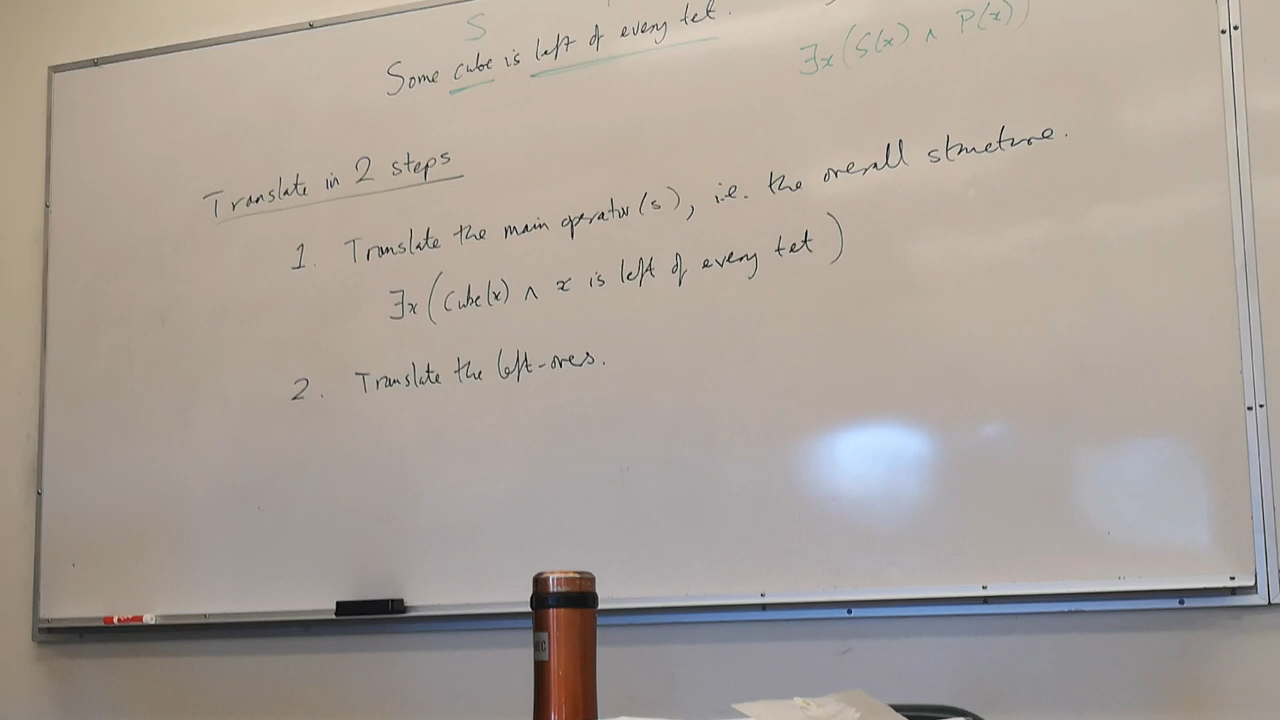 S
Some cube is left of every tet.
∃x(S(x) ∧ P(x))
Translate in 2 steps
1. Translate the main operator(s), i.e. the overall structure.
∃x(Cube(x) ∧ x is left of every tet)
2. Translate the left-overs.